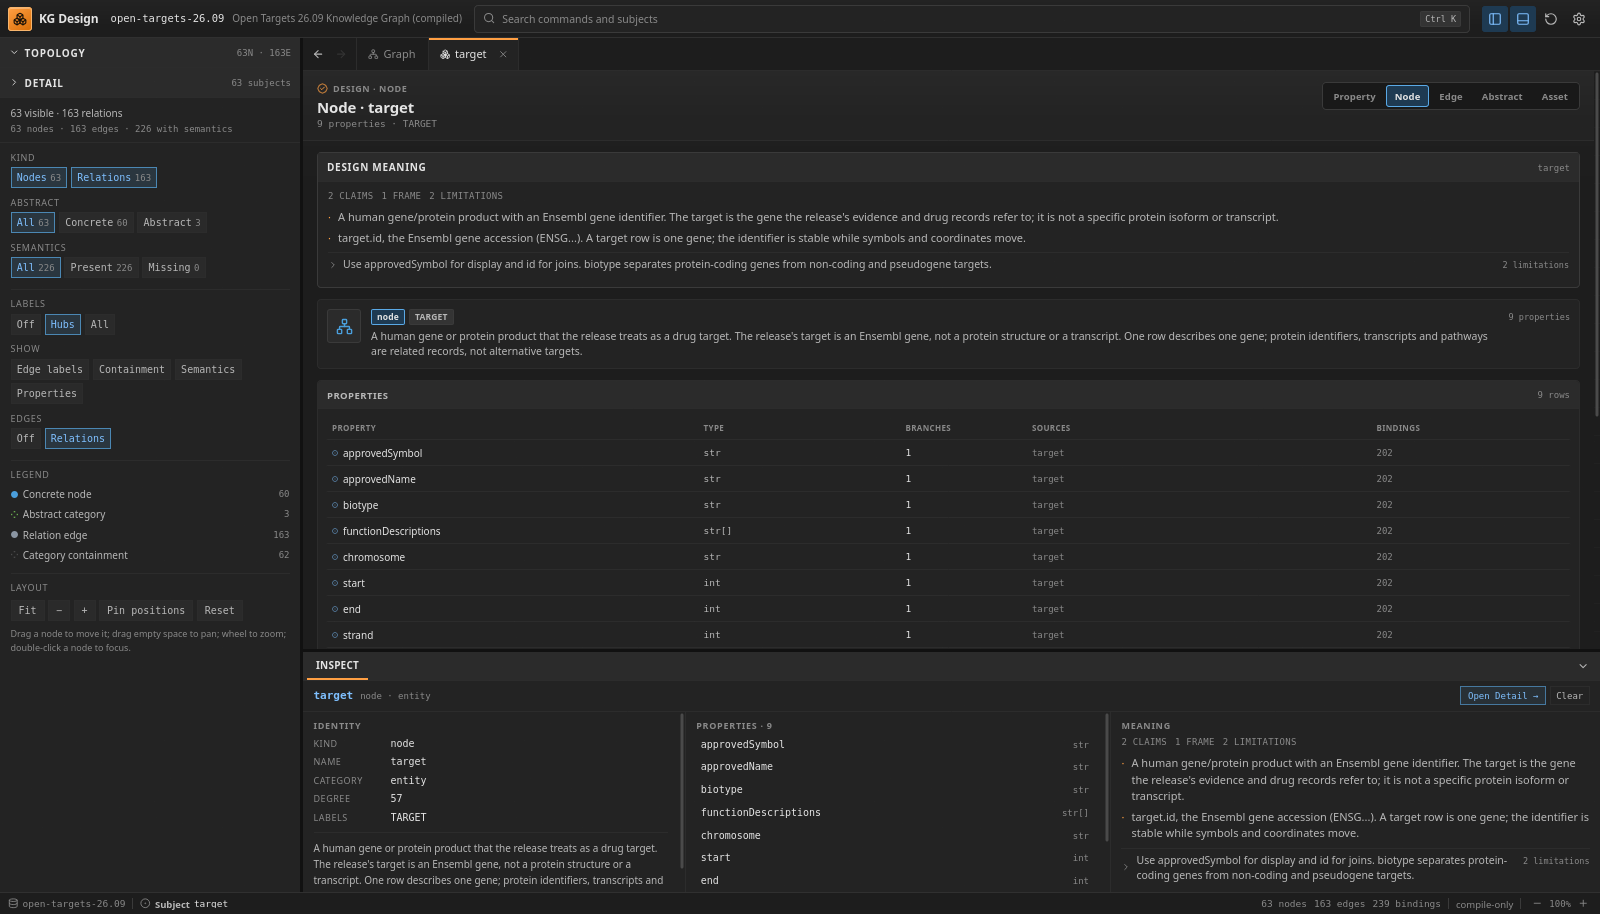 KG Design open-targets-26.09 Open Targets 26.09 Knowledge Graph (compiled) Search commands and subjects Ctrl K
TOPOLOGY 63N · 163E
DETAIL 63 subjects
63 visible · 163 relations
63 nodes · 163 edges · 226 with semantics
KIND
Nodes 63 Relations 163
ABSTRACT
All 63 Concrete 60 Abstract 3
SEMANTICS
All 226 Present 226 Missing 0
LABELS
Off Hubs All
SHOW
Edge labels Containment Semantics
Properties
EDGES
Off Relations
LEGEND
Concrete node 60
Abstract category 3
Relation edge 163
Category containment 62
LAYOUT
Fit − + Pin positions Reset
Drag a node to move it; drag empty space to pan; wheel to zoom;
double-click a node to focus.
Graph target
DESIGN · NODE
Node · target
9 properties · TARGET
Property Node Edge Abstract Asset
DESIGN MEANING target
2 CLAIMS 1 FRAME 2 LIMITATIONS
· A human gene/protein product with an Ensembl gene identifier. The target is the gene the release's evidence and drug records refer to; it is not a specific protein isoform or transcript.
· target.id, the Ensembl gene accession (ENSG…). A target row is one gene; the identifier is stable while symbols and coordinates move.
Use approvedSymbol for display and id for joins. biotype separates protein-coding genes from non-coding and pseudogene targets. 2 limitations
node TARGET 9 properties
A human gene or protein product that the release treats as a drug target. The release's target is an Ensembl gene, not a protein structure or a transcript. One row describes one gene; protein identifiers, transcripts and pathways
are related records, not alternative targets.
PROPERTIES 9 rows
PROPERTY TYPE BRANCHES SOURCES BINDINGS
approvedSymbol str 1 target 202
approvedName str 1 target 202
biotype str 1 target 202
functionDescriptions str[] 1 target 202
chromosome str 1 target 202
start int 1 target 202
end int 1 target 202
strand int 1 target 202
INSPECT
target node · entity Open Detail → Clear
IDENTITY
KIND node
NAME target
CATEGORY entity
DEGREE 57
LABELS TARGET
A human gene or protein product that the release treats as a drug target.
The release's target is an Ensembl gene, not a protein structure or a
transcript. One row describes one gene; protein identifiers, transcripts and
PROPERTIES · 9
approvedSymbol str
approvedName str
biotype str
functionDescriptions str[]
chromosome str
start int
end int
MEANING
2 CLAIMS 1 FRAME 2 LIMITATIONS
· A human gene/protein product with an Ensembl gene identifier. The target is the gene
the release's evidence and drug records refer to; it is not a specific protein isoform or
transcript.
· target.id, the Ensembl gene accession (ENSG…). A target row is one gene; the identifier is
stable while symbols and coordinates move.
Use approvedSymbol for display and id for joins. biotype separates protein- 2 limitations
coding genes from non-coding and pseudogene targets.
open-targets-26.09 Subject target 63 nodes 163 edges 239 bindings compile-only − 100% +